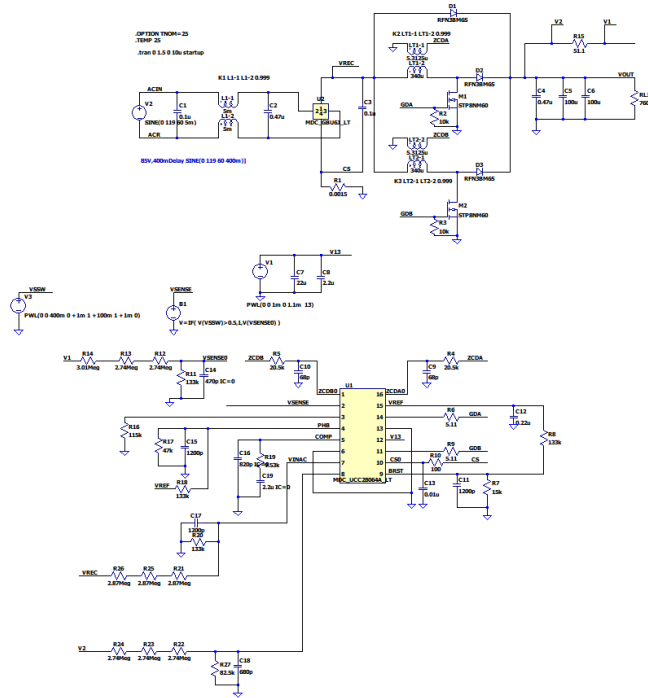 D1
RFN3BM6S
.OPTION TNOM=25
.TEMP 25
.tran 0 1.5 0 10u startup
K2 LT1-1 LT1-2 0.999
ZCDA
LT1-1
5.3125u
LT1-2
340u
V2
V1
R15
51.1
VREC
D2
RFN3BM6S
VOUT
ACIN
K1 L1-1 L1-2 0.999
L1-1
5m
L1-2
5m
V2
SINE(0 119 60 5m)
C1
0.1u
C2
0.47u
U2
C3
0.1u
M1
STP8NM60
GDA
R2
10k
C4
0.47u
C5
100u
C6
100u
ACR
ZCDB
LT2-2
5.3125u
LT2-1
340u
D3
RFN3BM6S
85V,400mDelay SINE(0 119 60 400m)|
CS
R1
0.0015
K3 LT2-1 LT2-2 0.999
M2
STP8NM60
GDB
R3
10k
V13
V1
C7
22u
C8
2.2u
PWL(0 0 1m 0 1.1m 13)
VSSW
V3
PWL(0 0 400m 0 +1m 1 +100m 1 +1m 0)
VSENSE
B1
V=IF( V(VSSW)>0.5,1,V(VSENSE0) )
V1
R14
3.01Meg
R13
2.74Meg
R12
2.74Meg
VSENSE0
R11
133k
C14
470p IC=0
ZCDB
R5
20.5k
C10
68p
ZCDB0
U1
ZCDA0
C9
68p
R4
20.5k
ZCDA
1
2
3
4
5
6
7
8
16
15
14
13
12
11
10
9
VSENSE
VREF
R6
5.11
GDA
C12
0.22u
R8
133k
R16
115k
PHB
R17
47k
C15
1200p
COMP
V13
R9
5.11
GDB
C16
820p IC=0
R19
C19
2.2u IC=0
R10
100
CS0
CS
BRST
C13
0.01u
C11
1200p
R7
15k
VREF
R18
133k
VINAC
MDC_UCC28064A_LT
C17
1200p
R20
133k
VREC
R26
2.87Meg
R25
2.87Meg
R21
2.87Meg
V2
R24
2.74Meg
R23
2.74Meg
R22
2.74Meg
R27
82.5k
C18
680p